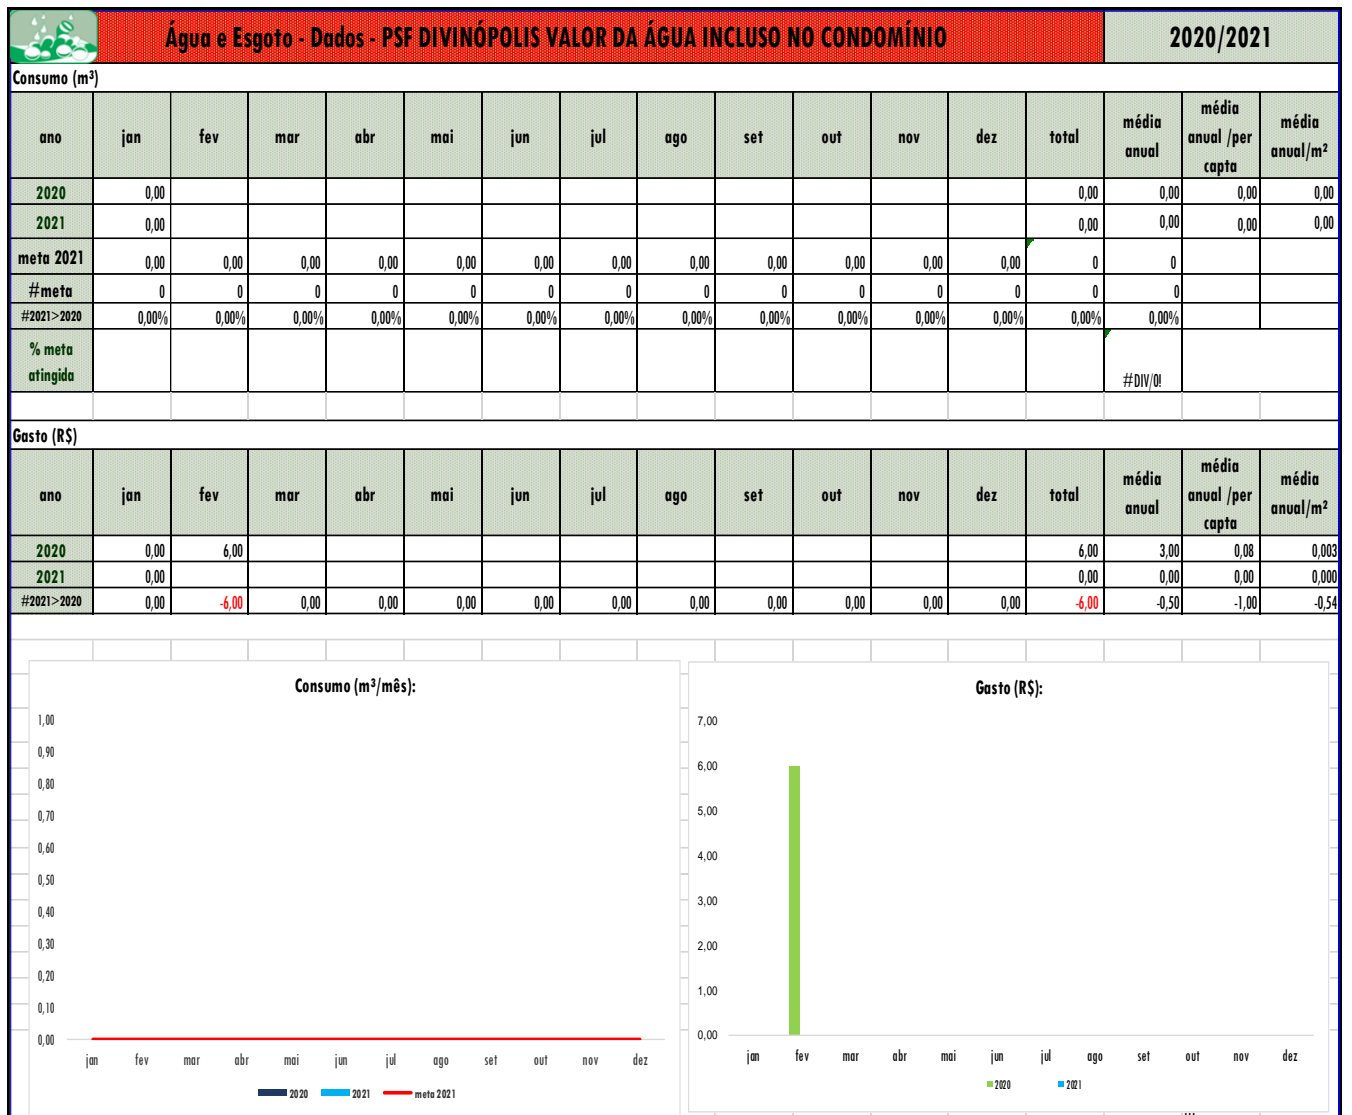 Água e Esgoto - Dados - PSF DIVINÓPOLIS VALOR DA ÁGUA INCLUSO NO CONDOMÍNIO 2020/2021
Consumo (m³)
ano jan fev mar abr mai jun jul ago set out nov dez total média anual média anual /per capta média anual/m²
2020 0,00 0,00 0,00 0,00 0,00
2021 0,00 0,00 0,00 0,00 0,00
meta 2021 0,00 0,00 0,00 0,00 0,00 0,00 0,00 0,00 0,00 0,00 0,00 0,00 0 0
#meta 0 0 0 0 0 0 0 0 0 0 0 0 0 0
#2021>2020 0,00% 0,00% 0,00% 0,00% 0,00% 0,00% 0,00% 0,00% 0,00% 0,00% 0,00% 0,00% 0,00% 0,00%
% meta
atingida #DIV/0!
Gasto (R$)
ano jan fev mar abr mai jun jul ago set out nov dez total média anual média anual /per capta média anual/m²
2020 0,00 6,00 6,00 3,00 0,08 0,003
2021 0,00 0,00 0,00 0,00 0,000
#2021>2020 0,00 -6,00 0,00 0,00 0,00 0,00 0,00 0,00 0,00 0,00 0,00 0,00 -6,00 -0,50 -1,00 -0,54
Consumo (m³/mês):
1,00
0,90
0,80
0,70
0,60
0,50
0,40
0,30
0,20
0,10
0,00
jan fev mar abr mai jun jul ago set out nov dez
2020 2021 meta 2021
Gasto (R$):
7,00
6,00
5,00
4,00
3,00
2,00
1,00
0,00
jan fev mar abr mai jun jul ago set out nov dez
2020 2021